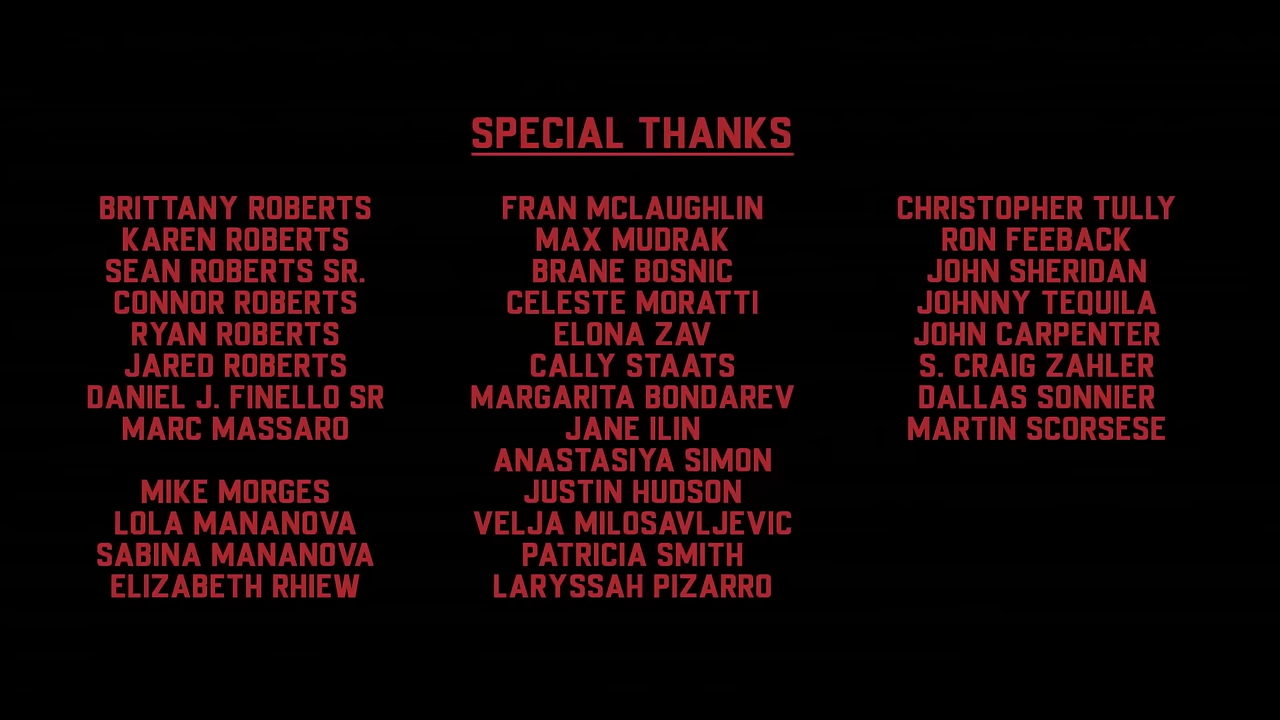 SPECIAL THANKS
BRITTANY ROBERTS
KAREN ROBERTS
SEAN ROBERTS SR.
CONNOR ROBERTS
RYAN ROBERTS
JARED ROBERTS
DANIEL J. FINELLO SR
MARC MASSARO
MIKE MORGES
LOLA MANANOVA
SABINA MANANOVA
ELIZABETH RHIEW
FRAN MCLAUGHLIN
MAX MUDRAK
BRANE BOSNIC
CELESTE MORATTI
ELONA ZAV
CALLY STAATS
MARGARITA BONDAREV
JANE ILIN
ANASTASIYA SIMON
JUSTIN HUDSON
VELJA MILOSAVLJEVIC
PATRICIA SMITH
LARYSSAH PIZARRO
CHRISTOPHER TULLY
RON FEEBACK
JOHN SHERIDAN
JOHNNY TEQUILA
JOHN CARPENTER
S. CRAIG ZAHLER
DALLAS SONNIER
MARTIN SCORSESE